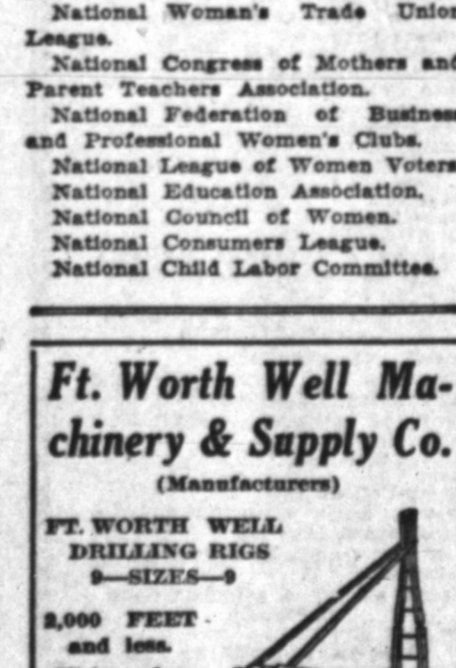 National Woman's Trade Union
League.
National Congress of Mothers and
Parent Teachers Association.
National Federation of Business
and Professional Women's Clubs.
National League of Women Voters
National Education Association.
National Council of Women.
National Consumers League.
National Child Labor Committee.
Ft. Worth Well Ma-
chinery & Supply Co.
(Manufacturers)
FT. WORTH WELL
DRILLING RIGS
9—SIZES—9
2,000 FEET
and less.